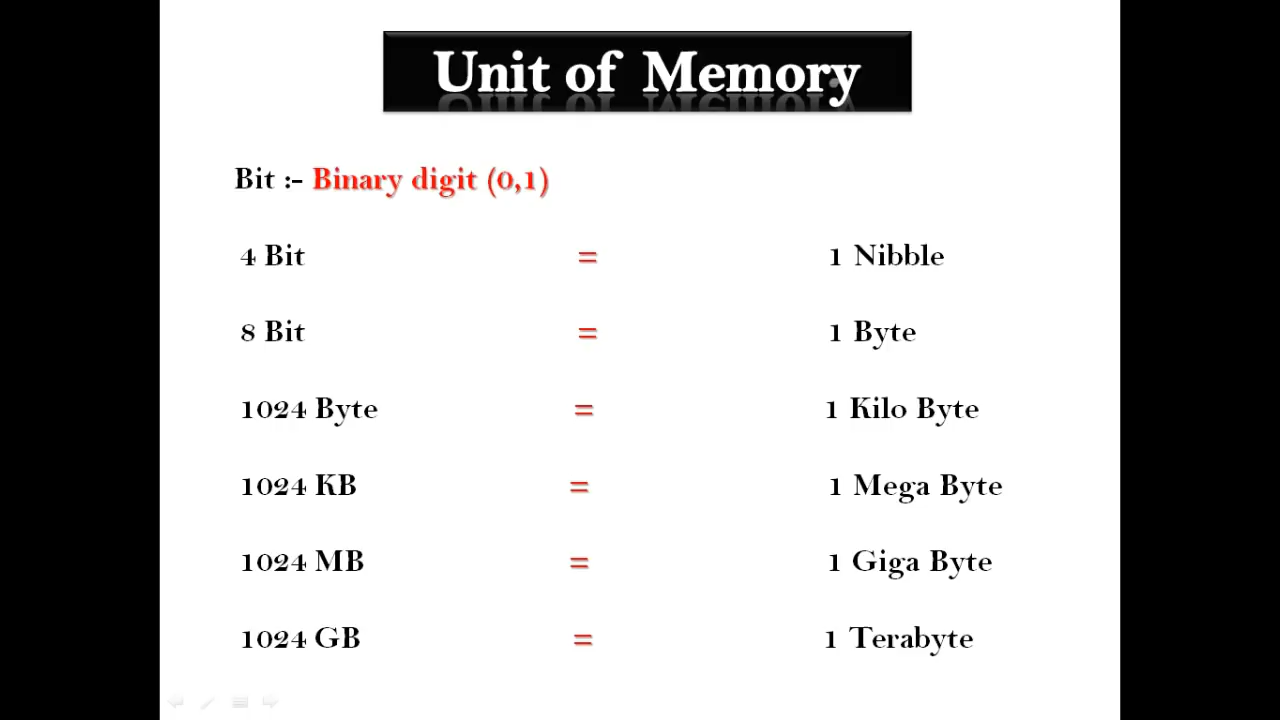 Unit of Memory
Bit :- Binary digit (0,1)
4 Bit = 1 Nibble
8 Bit = 1 Byte
1024 Byte = 1 Kilo Byte
1024 KB = 1 Mega Byte
1024 MB = 1 Giga Byte
1024 GB = 1 Terabyte